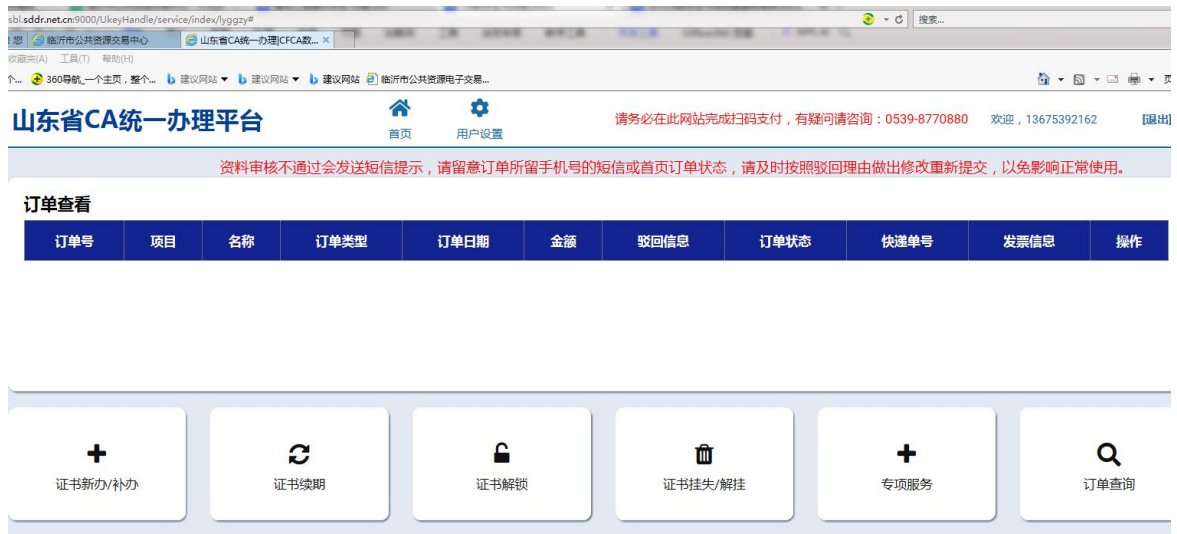 sbl.sddr.net.cn:9000/UkeyHandle/service/index/lyggzy#
搜索...
您 临沂市公共资源交易中心 山东省CA统一办理|CFCA数... ×
收藏夹(A) 工具(T) 帮助(H)
个... 360导航_一个主页，整个... 建议网站 建议网站 建议网站 临沂市公共资源电子交易...
山东省CA统一办理平台
首页 用户设置
请务必在此网站完成扫码支付，有疑问请咨询：0539-8770880 欢迎，13675392162 [退出]
资料审核不通过会发送短信提示，请留意订单所留手机号的短信或首页订单状态，请及时按照驳回理由做出修改重新提交，以免影响正常使用。
订单查看
订单号 项目 名称 订单类型 订单日期 金额 驳回信息 订单状态 快递单号 发票信息 操作
证书新办/补办 证书续期 证书解锁 证书挂失/解挂 专项服务 订单查询